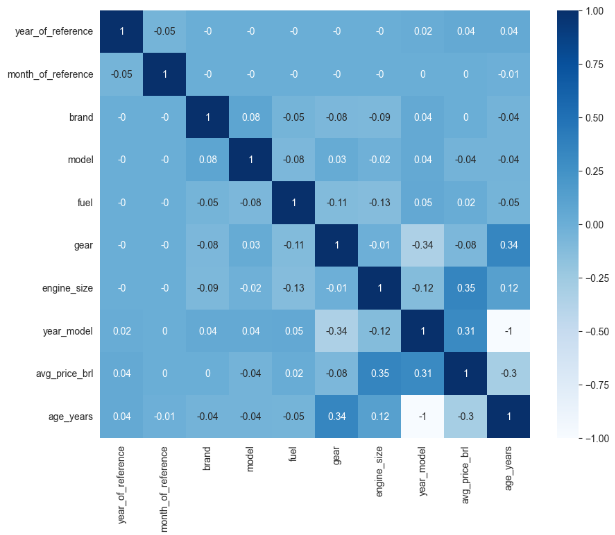 year_of_reference 1 -0.05 -0 -0 -0 -0 -0 0.02 0.04 0.04
month_of_reference -0.05 1 -0 -0 -0 -0 -0 0 0 -0.01
brand -0 -0 1 0.08 -0.05 -0.08 -0.09 0.04 0 -0.04
model -0 -0 0.08 1 -0.08 0.03 -0.02 0.04 -0.04 -0.04
fuel -0 -0 -0.05 -0.08 1 -0.11 -0.13 0.05 0.02 -0.05
gear -0 -0 -0.08 0.03 -0.11 1 -0.01 -0.34 -0.08 0.34
engine_size -0 -0 -0.09 -0.02 -0.13 -0.01 1 -0.12 0.35 0.12
year_model 0.02 0 0.04 0.04 0.05 -0.34 -0.12 1 0.31 -1
avg_price_brl 0.04 0 0 -0.04 0.02 -0.08 0.35 0.31 1 -0.3
age_years 0.04 -0.01 -0.04 -0.04 -0.05 0.34 0.12 -1 -0.3 1
year_of_reference
month_of_reference
brand
model
fuel
gear
engine_size
year_model
avg_price_brl
age_years
1.00
0.75
0.50
0.25
0.00
-0.25
-0.50
-0.75
-1.00